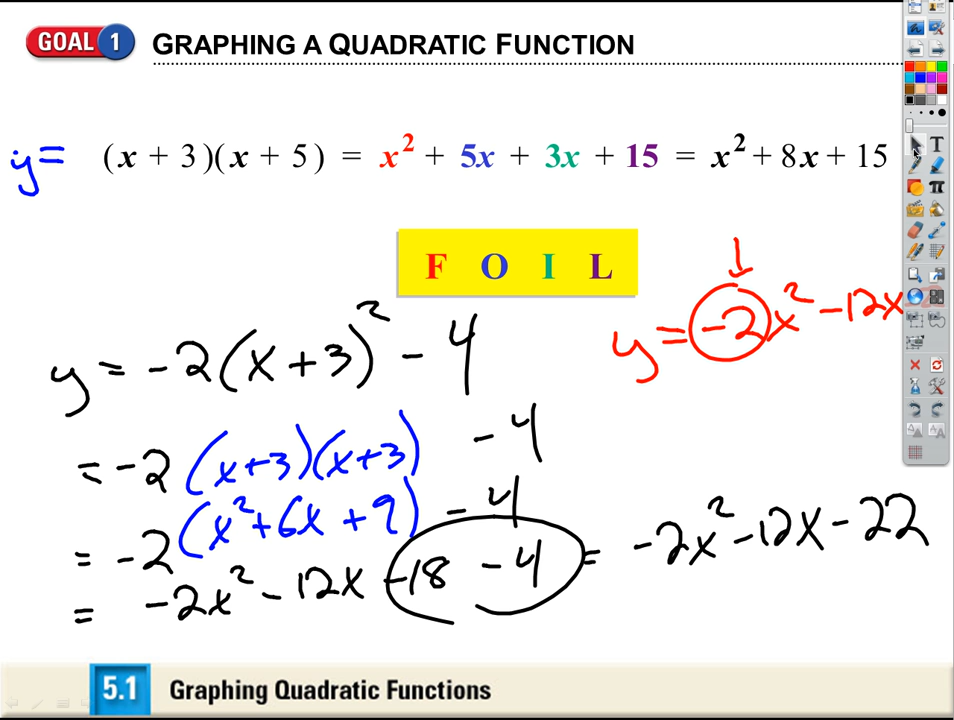 GOAL 1 GRAPHING A QUADRATIC FUNCTION
y = (x + 3)(x + 5) = x² + 5x + 3x + 15 = x² + 8x + 15
F O I L
y = -2x² - 12x
y = -2(x+3)² - 4
= -2(x+3)(x+3) - 4
= -2(x² + 6x + 9) - 4
= -2x² - 12x - 18 - 4 = -2x² - 12x - 22
5.1 Graphing Quadratic Functions